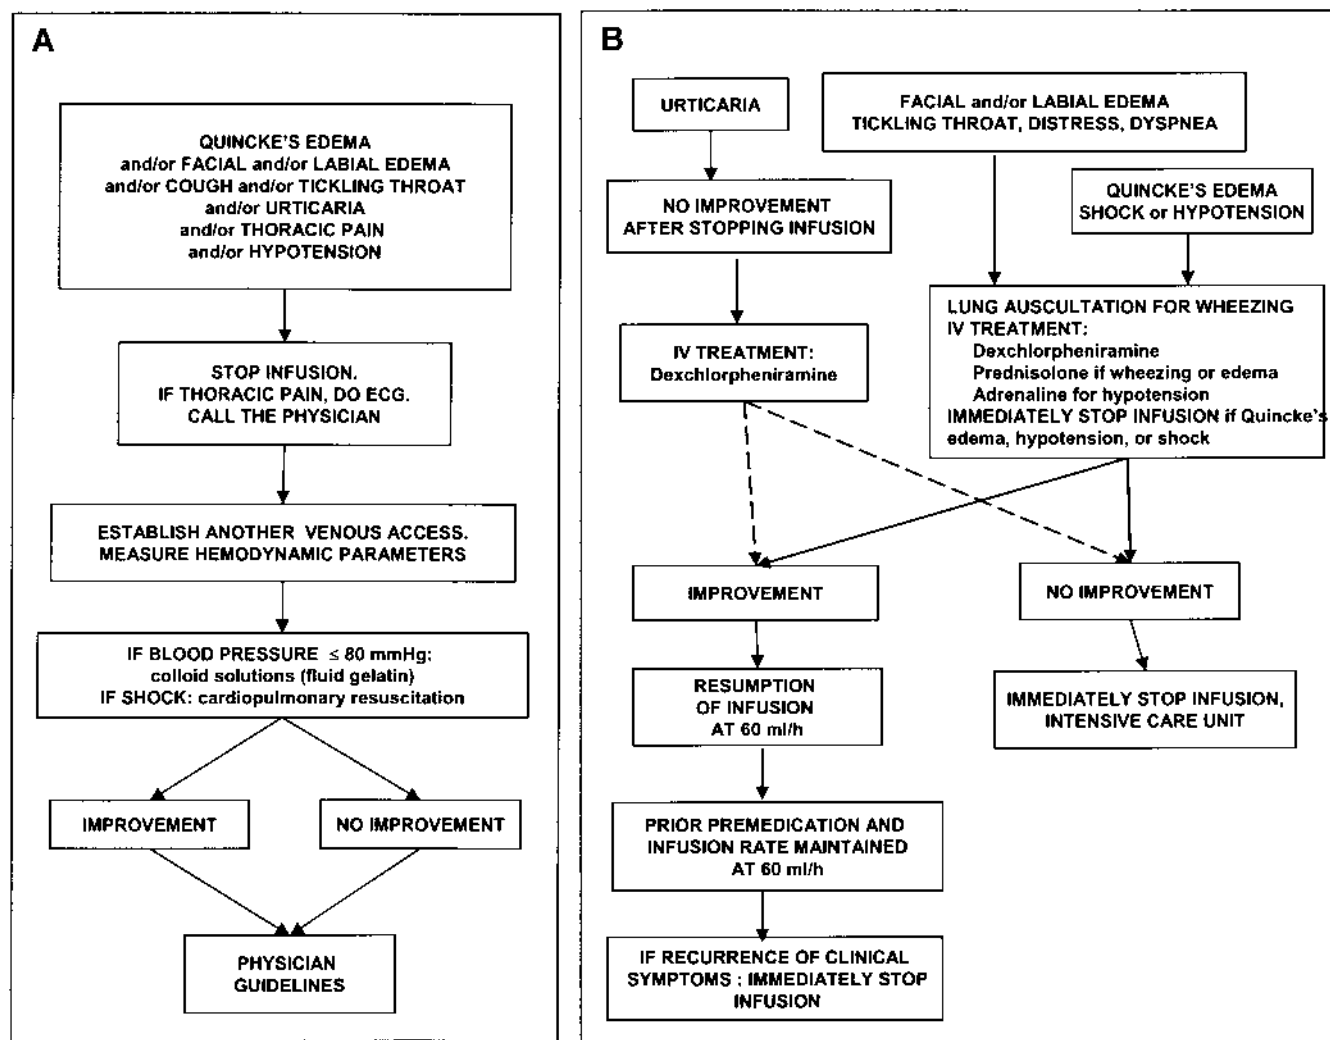 A
QUINCKE'S EDEMA
and/or FACIAL and/or LABIAL EDEMA
and/or COUGH and/or TICKLING THROAT
and/or URTICARIA
and/or THORACIC PAIN
and/or HYPOTENSION
STOP INFUSION.
IF THORACIC PAIN, DO ECG.
CALL THE PHYSICIAN
ESTABLISH ANOTHER VENOUS ACCESS.
MEASURE HEMODYNAMIC PARAMETERS
IF BLOOD PRESSURE ≤ 80 mmHg:
colloid solutions (fluid gelatin)
IF SHOCK: cardiopulmonary resuscitation
IMPROVEMENT
NO IMPROVEMENT
PHYSICIAN
GUIDELINES
B
URTICARIA
FACIAL and/or LABIAL EDEMA
TICKLING THROAT, DISTRESS, DYSPNEA
NO IMPROVEMENT
AFTER STOPPING INFUSION
QUINCKE'S EDEMA
SHOCK or HYPOTENSION
IV TREATMENT:
Dexchlorpheniramine
LUNG AUSCULTATION FOR WHEEZING
IV TREATMENT:
Dexchlorpheniramine
Prednisolone if wheezing or edema
Adrenaline for hypotension
IMMEDIATELY STOP INFUSION if Quincke's
edema, hypotension, or shock
IMPROVEMENT
NO IMPROVEMENT
RESUMPTION
OF INFUSION
AT 60 ml/h
IMMEDIATELY STOP INFUSION,
INTENSIVE CARE UNIT
PRIOR PREMEDICATION AND
INFUSION RATE MAINTAINED
AT 60 ml/h
IF RECURRENCE OF CLINICAL
SYMPTOMS : IMMEDIATELY STOP
INFUSION